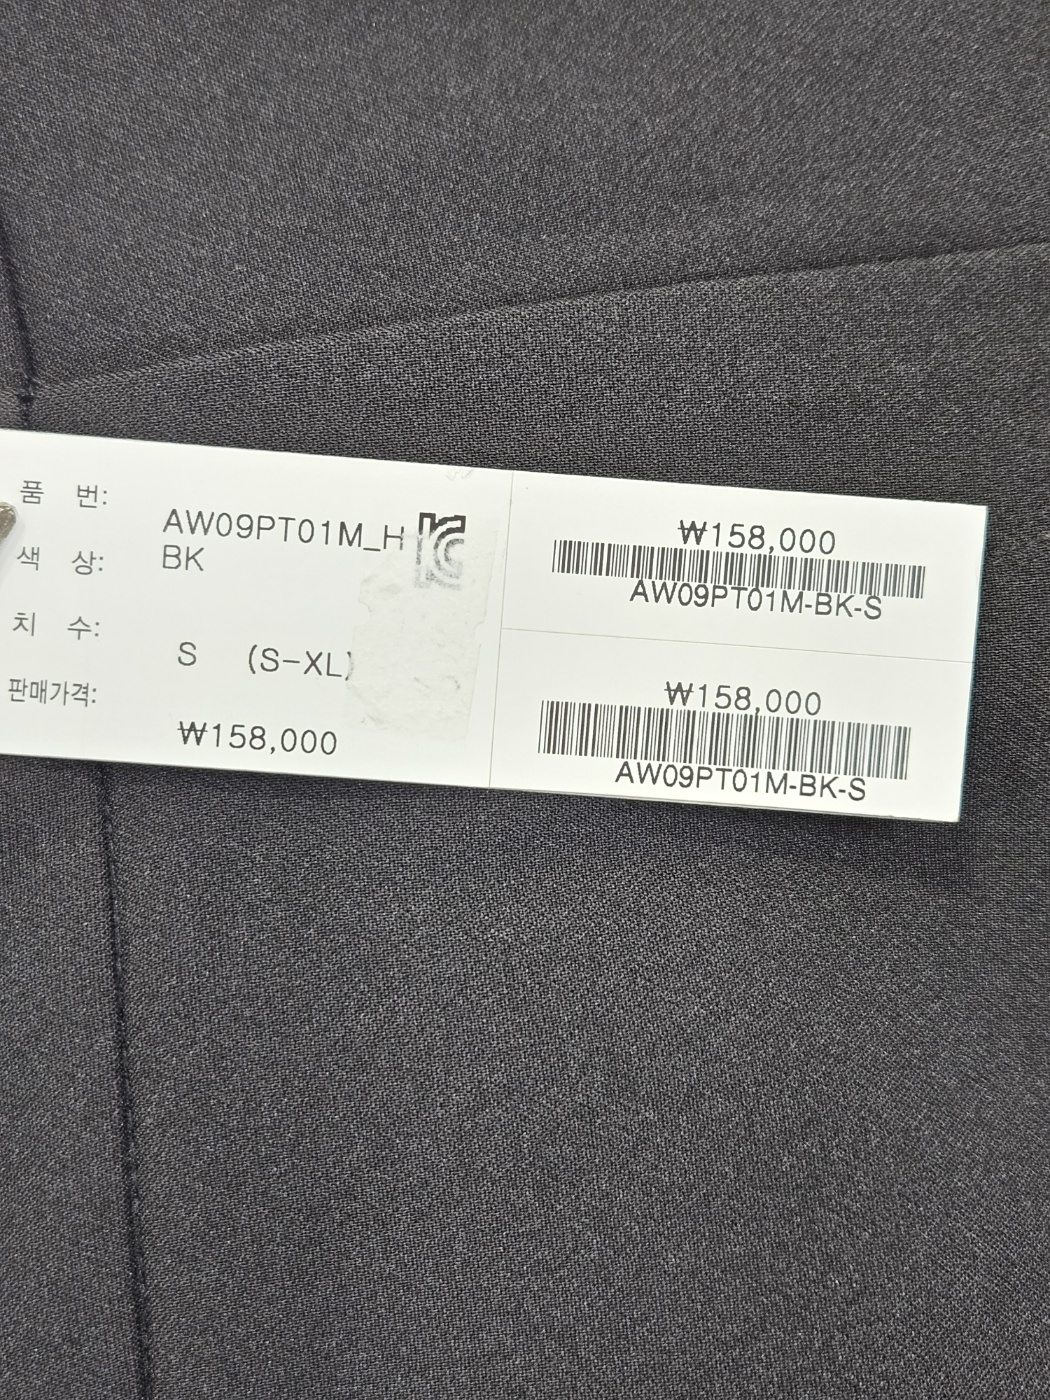 품 번:
AW09PT01M_H
색 상:
BK
치 수:
S (S-XL)
판매가격:
₩158,000
₩158,000
AW09PT01M-BK-S
₩158,000
AW09PT01M-BK-S